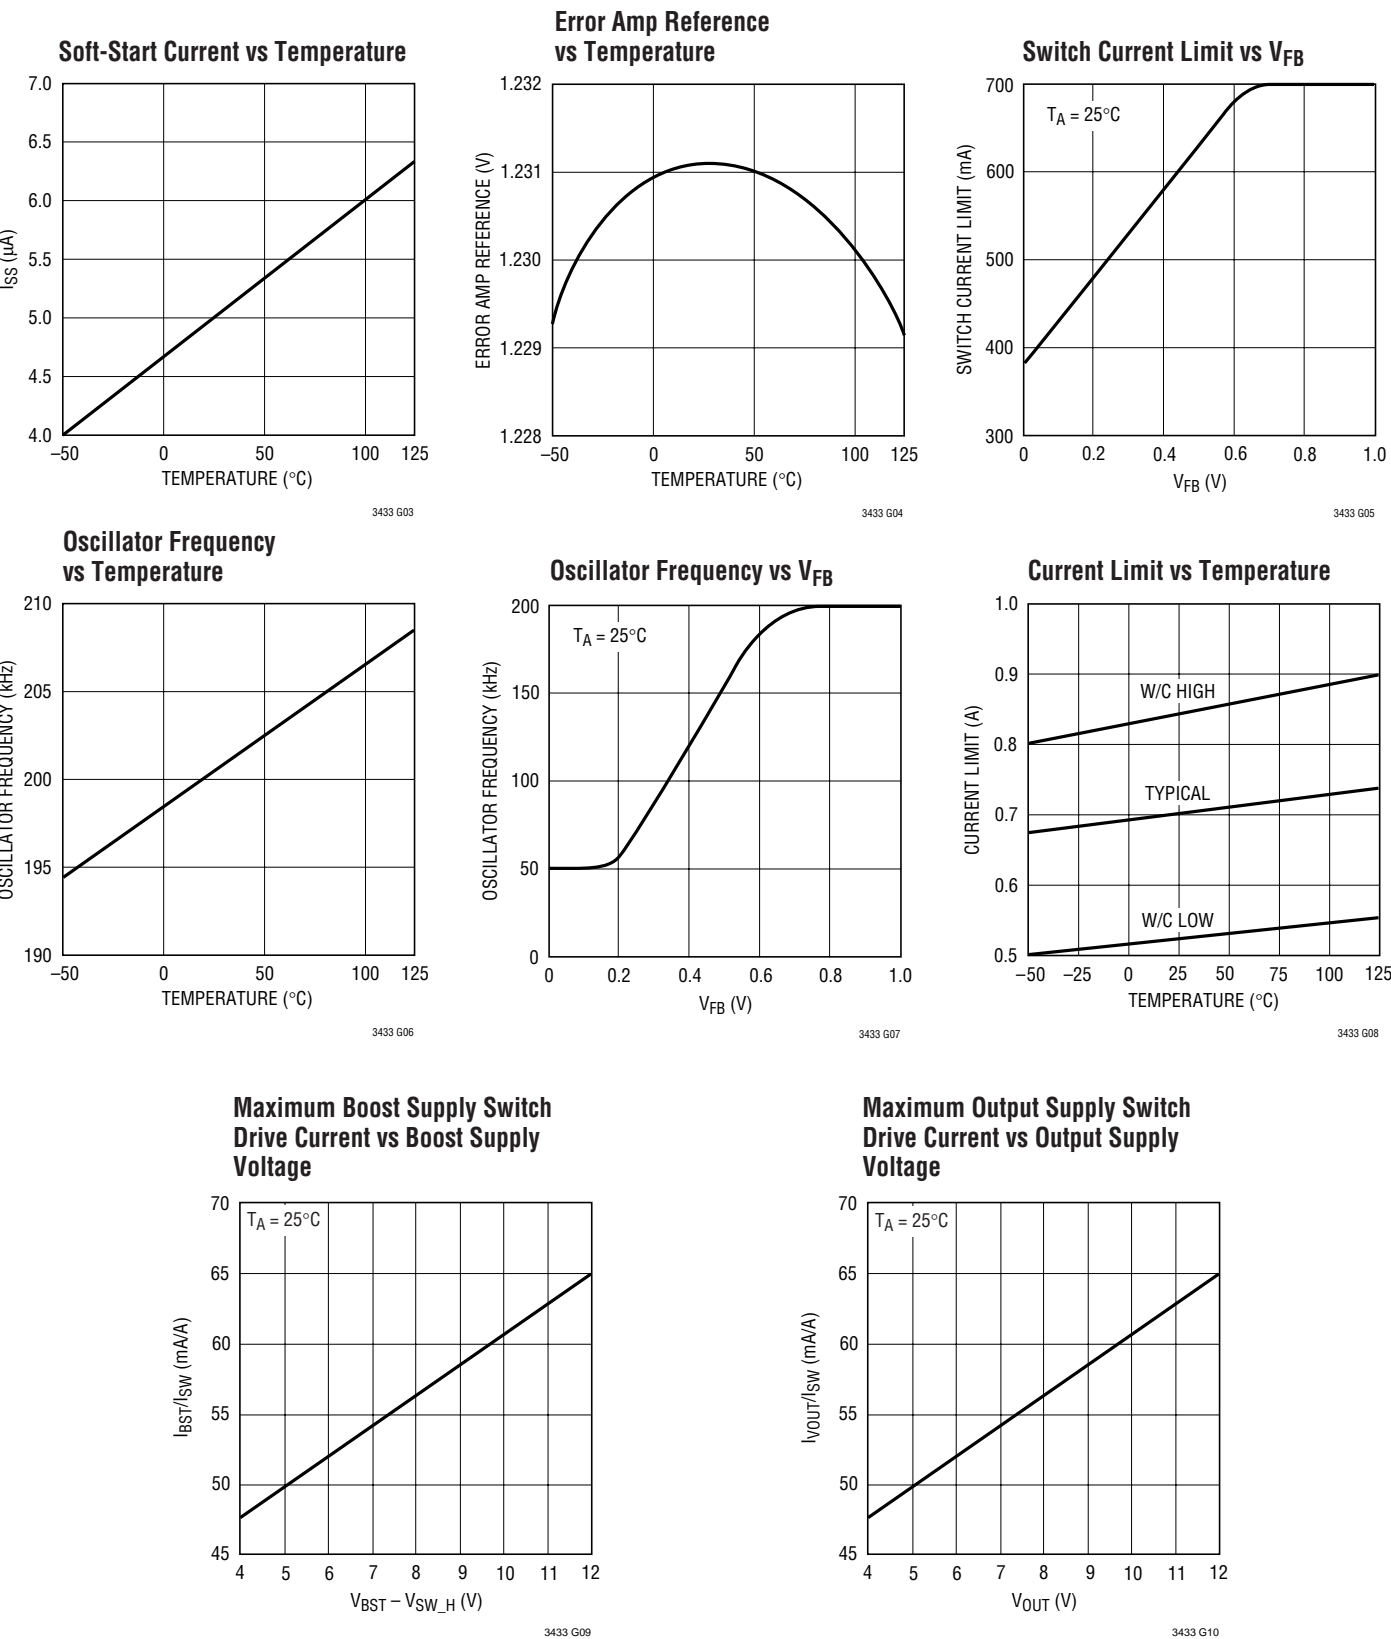 Soft-Start Current vs Temperature
7.0
6.5
6.0
5.5
5.0
4.5
4.0
ISS (µA)
–50 0 50 100 125
TEMPERATURE (°C)
3433 G03
Error Amp Reference
vs Temperature
1.232
1.231
1.230
1.229
1.228
ERROR AMP REFERENCE (V)
–50 0 50 100 125
TEMPERATURE (°C)
3433 G04
Switch Current Limit vs VFB
700
600
500
400
300
SWITCH CURRENT LIMIT (mA)
TA = 25°C
0 0.2 0.4 0.6 0.8 1.0
VFB (V)
3433 G05
Oscillator Frequency
vs Temperature
210
205
200
195
190
OSCILLATOR FREQUENCY (kHz)
–50 0 50 100 125
TEMPERATURE (°C)
3433 G06
Oscillator Frequency vs VFB
200
150
100
50
0
OSCILLATOR FREQUENCY (kHz)
TA = 25°C
0 0.2 0.4 0.6 0.8 1.0
VFB (V)
3433 G07
Current Limit vs Temperature
1.0
0.9
0.8
0.7
0.6
0.5
CURRENT LIMIT (A)
W/C HIGH
TYPICAL
W/C LOW
–50 –25 0 25 50 75 100 125
TEMPERATURE (°C)
3433 G08
Maximum Boost Supply Switch
Drive Current vs Boost Supply
Voltage
70
65
60
55
50
45
IBST/ISW (mA/A)
TA = 25°C
4 5 6 7 8 9 10 11 12
VBST – VSW_H (V)
3433 G09
Maximum Output Supply Switch
Drive Current vs Output Supply
Voltage
70
65
60
55
50
45
IVOUT/ISW (mA/A)
TA = 25°C
4 5 6 7 8 9 10 11 12
VOUT (V)
3433 G10